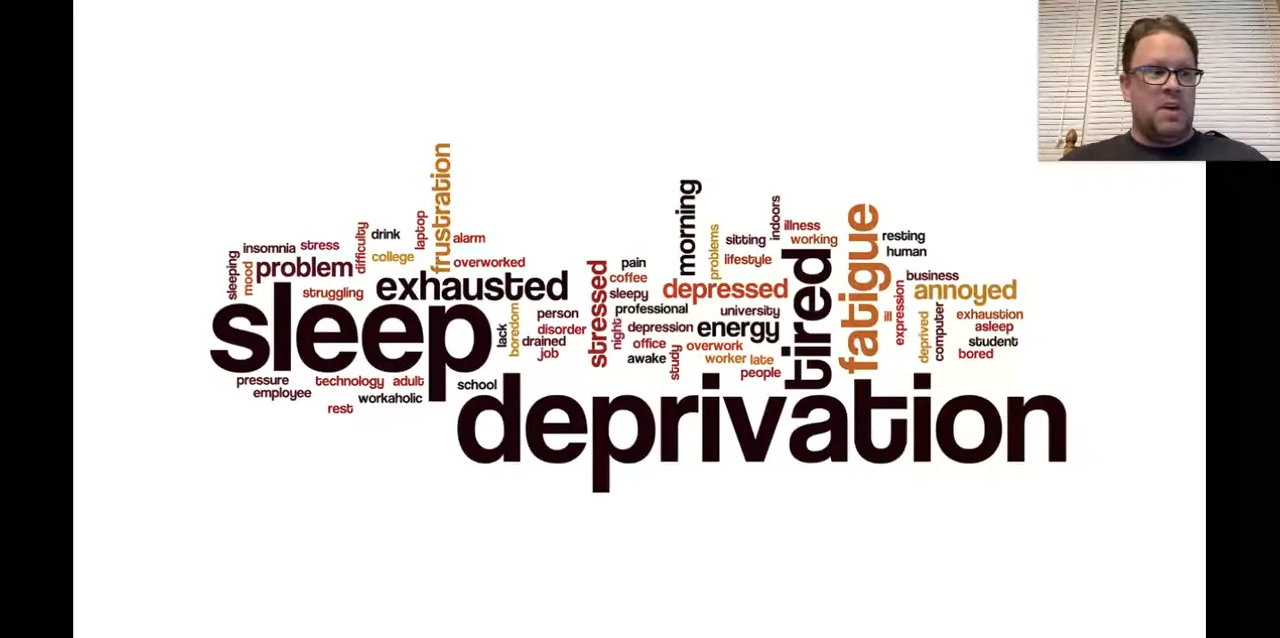 frustration
morning
indoors
fatigue
illness
sitting
working
problems
lifestyle
resting
human
laptop
difficulty
drink
alarm
insomnia
stress
college
sleeping
mood
problem
overworked
struggling
exhausted
sleep
stressed
pain
coffee
sleepy
depressed
tired
business
annoyed
professional
university
person
boredom
lack
disorder
drained
job
night
depression
energy
office
overwork
awake
study
worker
late
people
ill
expression
deprived
computer
exhaustion
asleep
student
bored
pressure
technology
adult
school
employee
workaholic
rest
deprivation